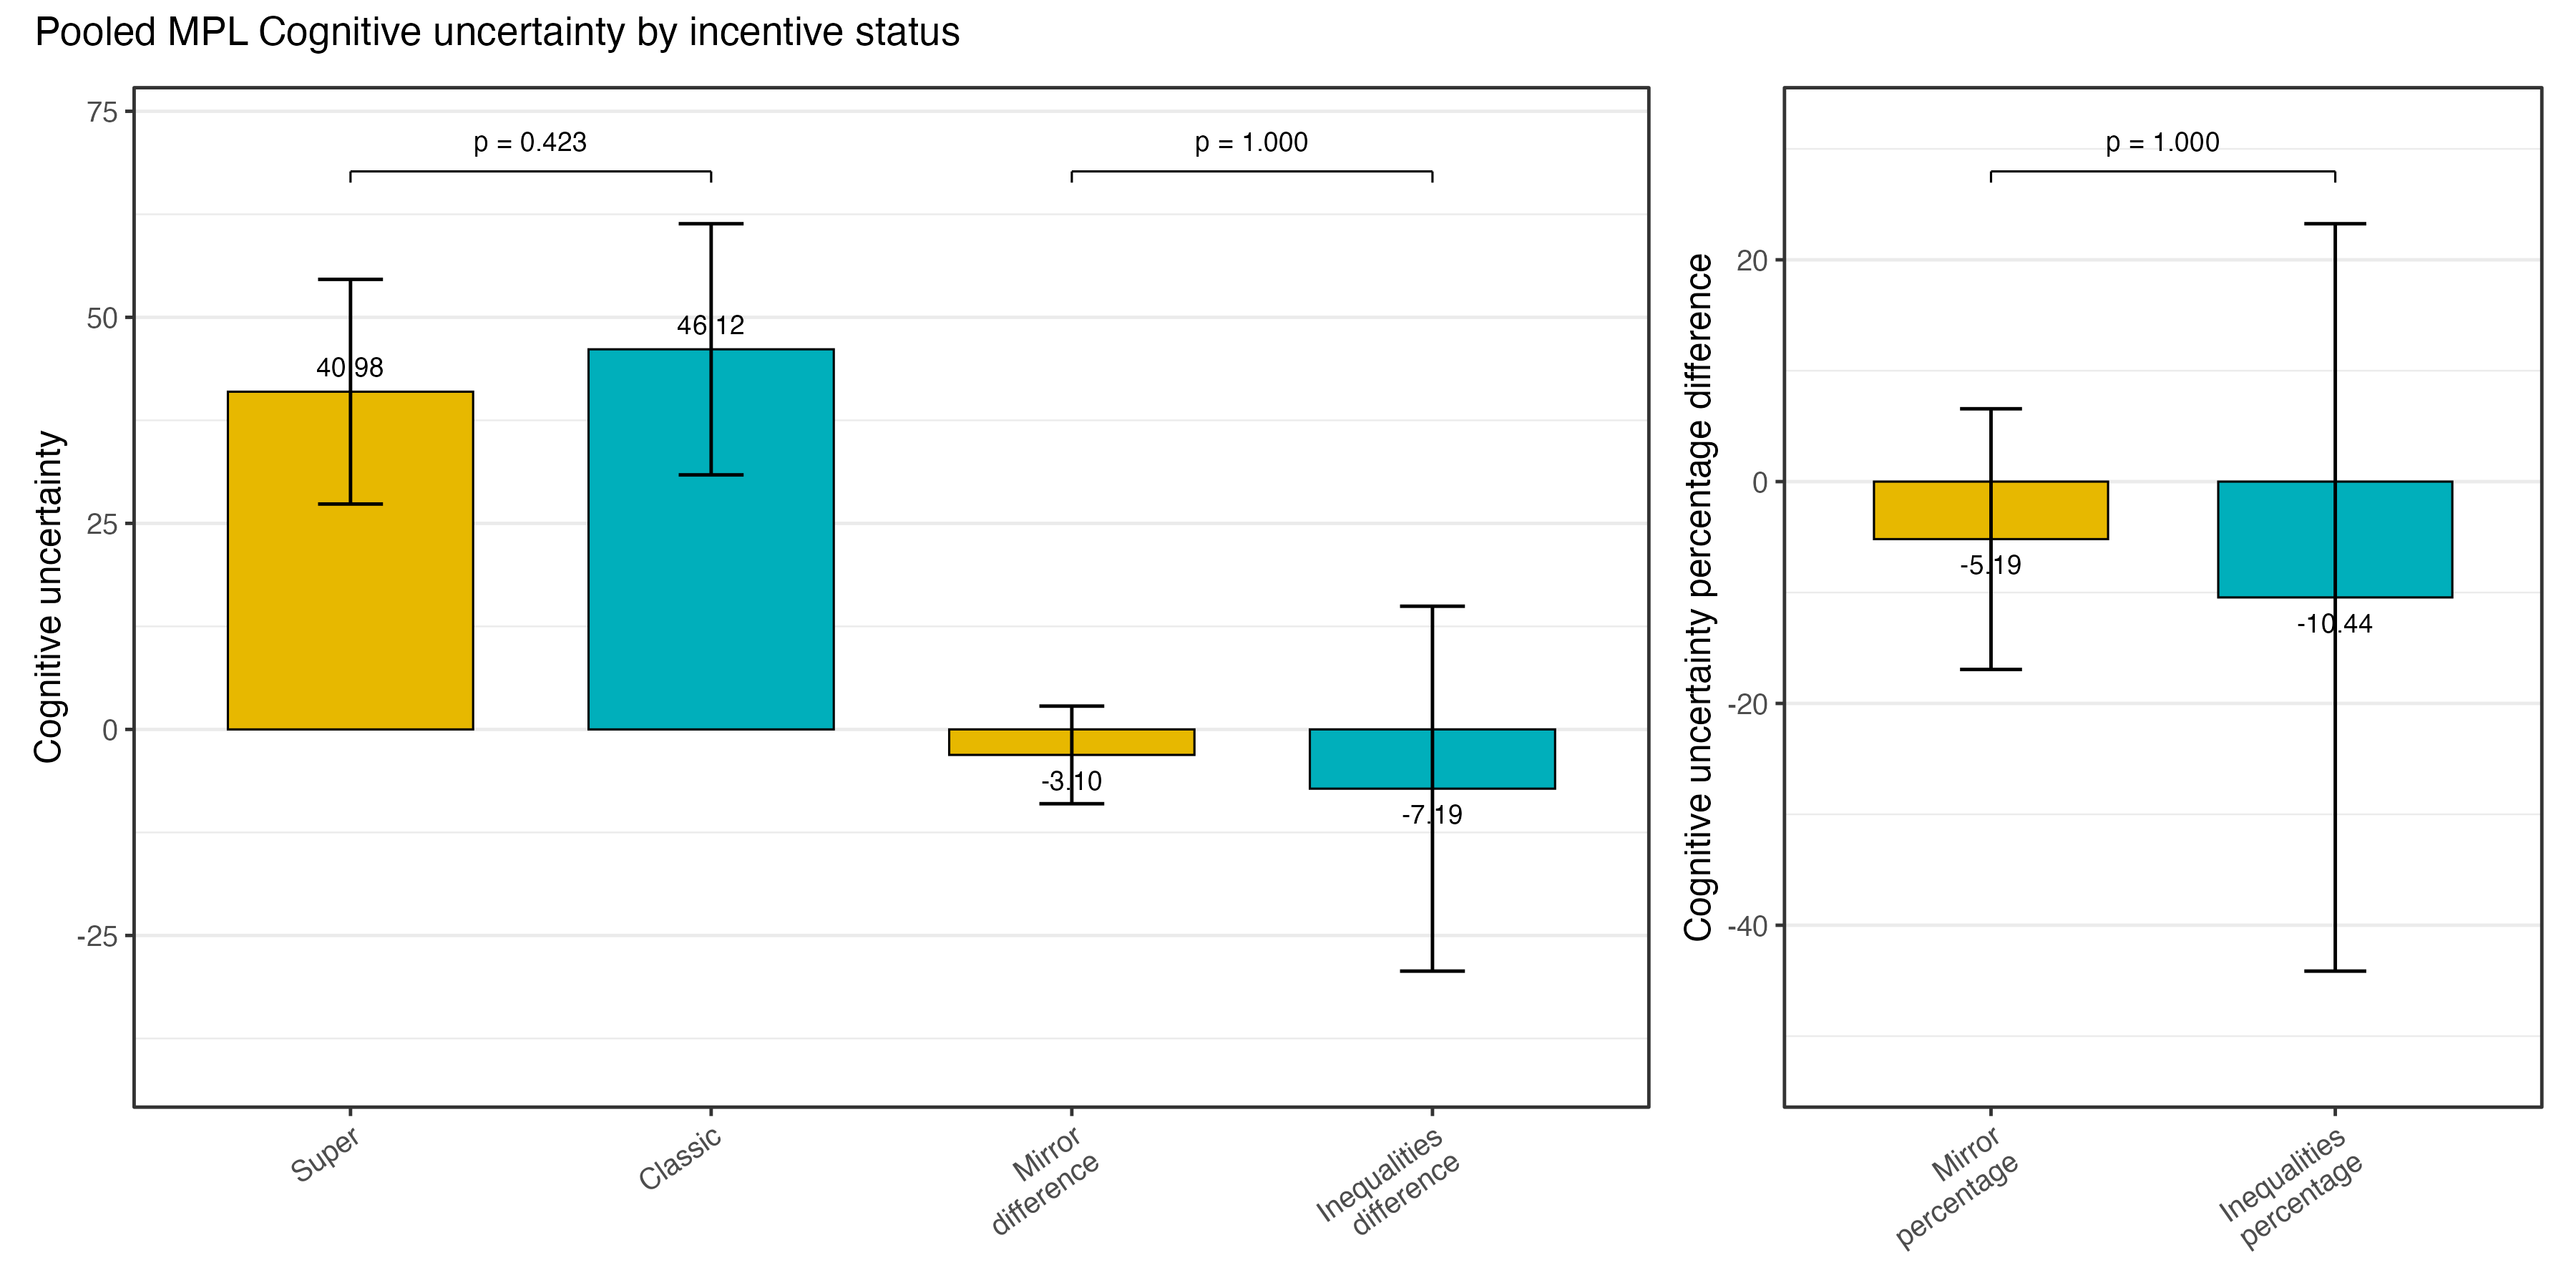 Pooled MPL Cognitive uncertainty by incentive status
Cognitive uncertainty
75
50
25
0
-25
p = 0.423
p = 1.000
40.98
46.12
-3.10
-7.19
Super
Classic
Mirror
difference
Inequalities
difference
Cognitive uncertainty percentage difference
20
0
-20
-40
p = 1.000
-5.19
-10.44
Mirror
percentage
Inequalities
percentage